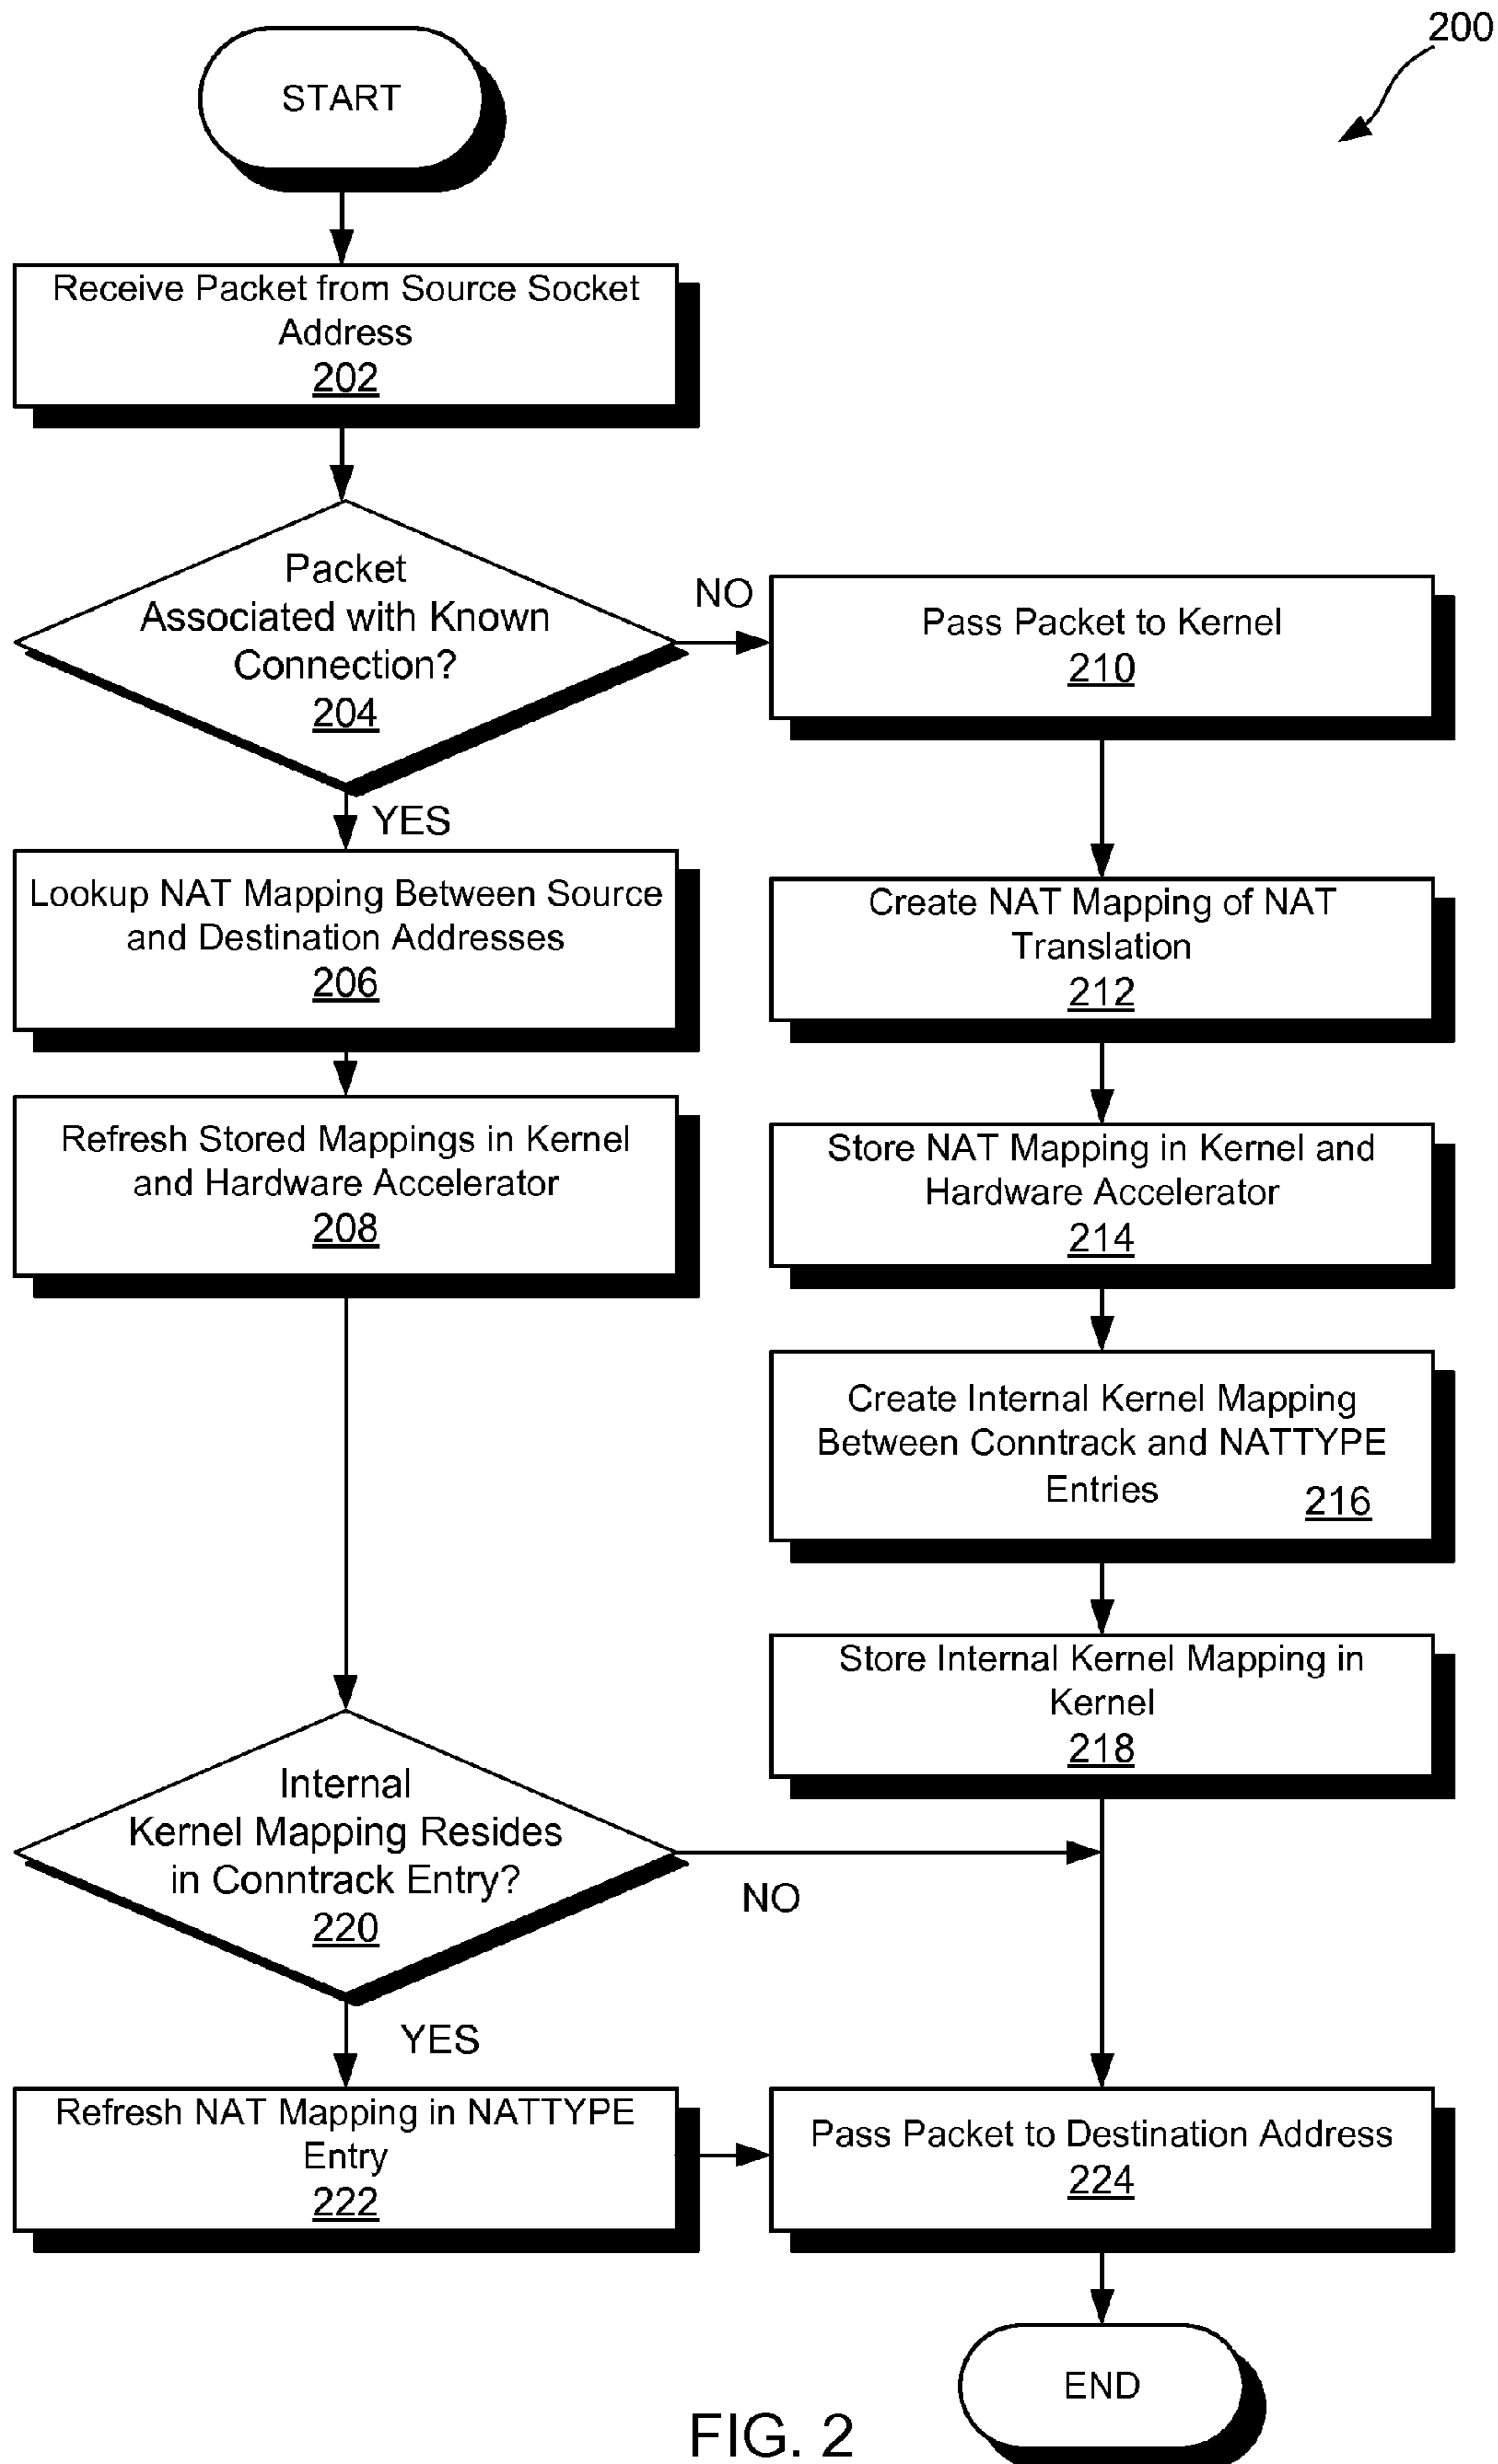 200
START
Receive Packet from Source Socket
Address
202
Packet
Associated with Known
Connection?
204
NO
Pass Packet to Kernel
210
YES
Lookup NAT Mapping Between Source
and Destination Addresses
206
Create NAT Mapping of NAT
Translation
212
Refresh Stored Mappings in Kernel
and Hardware Accelerator
208
Store NAT Mapping in Kernel and
Hardware Accelerator
214
Create Internal Kernel Mapping
Between Conntrack and NATTYPE
Entries
216
Store Internal Kernel Mapping in
Kernel
218
Internal
Kernel Mapping Resides
in Conntrack Entry?
220
NO
YES
Refresh NAT Mapping in NATTYPE
Entry
222
Pass Packet to Destination Address
224
END
FIG. 2